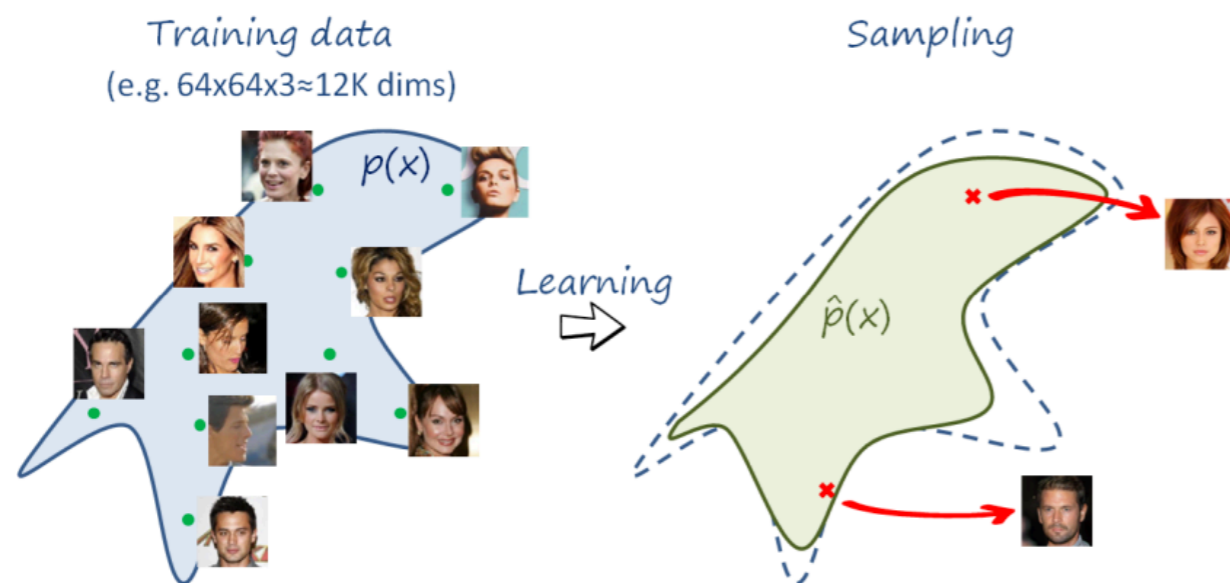 Training data
(e.g. 64x64x3≈12K dims)
p(x)
Learning
Sampling
p̂(x)